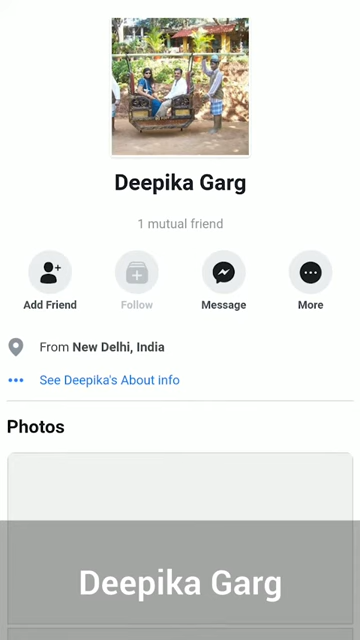 Deepika Garg
1 mutual friend
Add Friend
Follow
Message
More
From New Delhi, India
See Deepika's About info
Photos
Deepika Garg